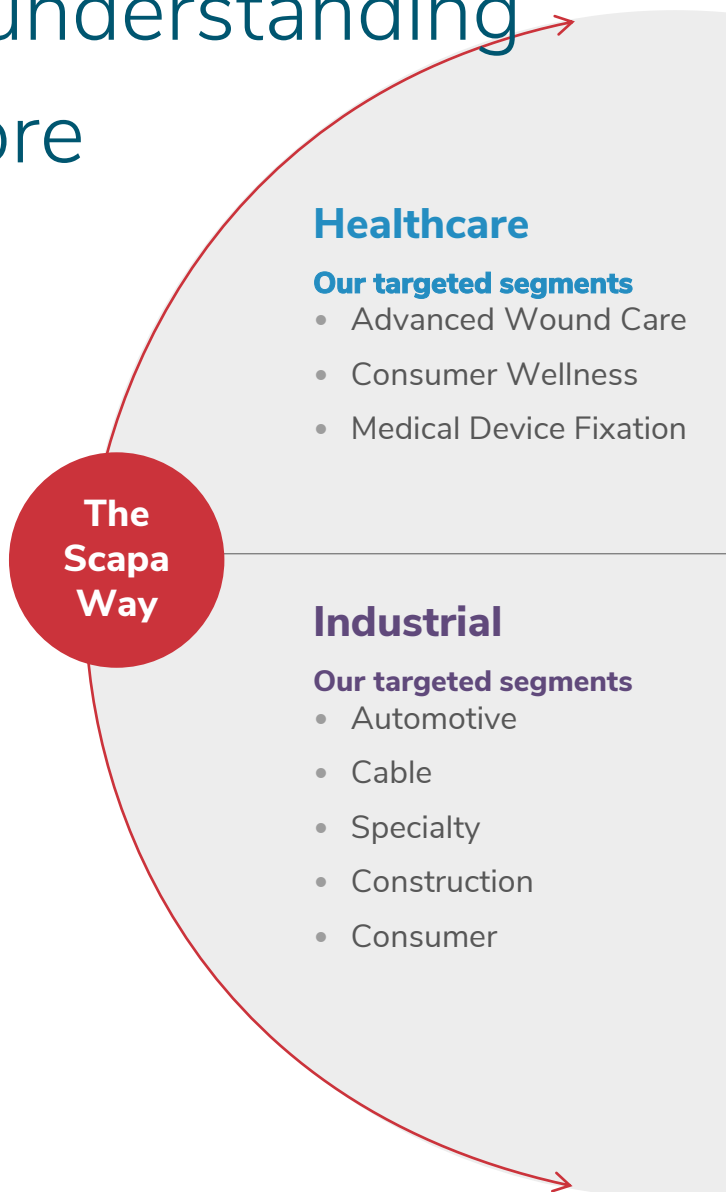 understanding
Healthcare
Our targeted segments
• Advanced Wound Care
• Consumer Wellness
• Medical Device Fixation
The
Scapa
Way
Industrial
Our targeted segments
• Automotive
• Cable
• Specialty
• Construction
• Consumer